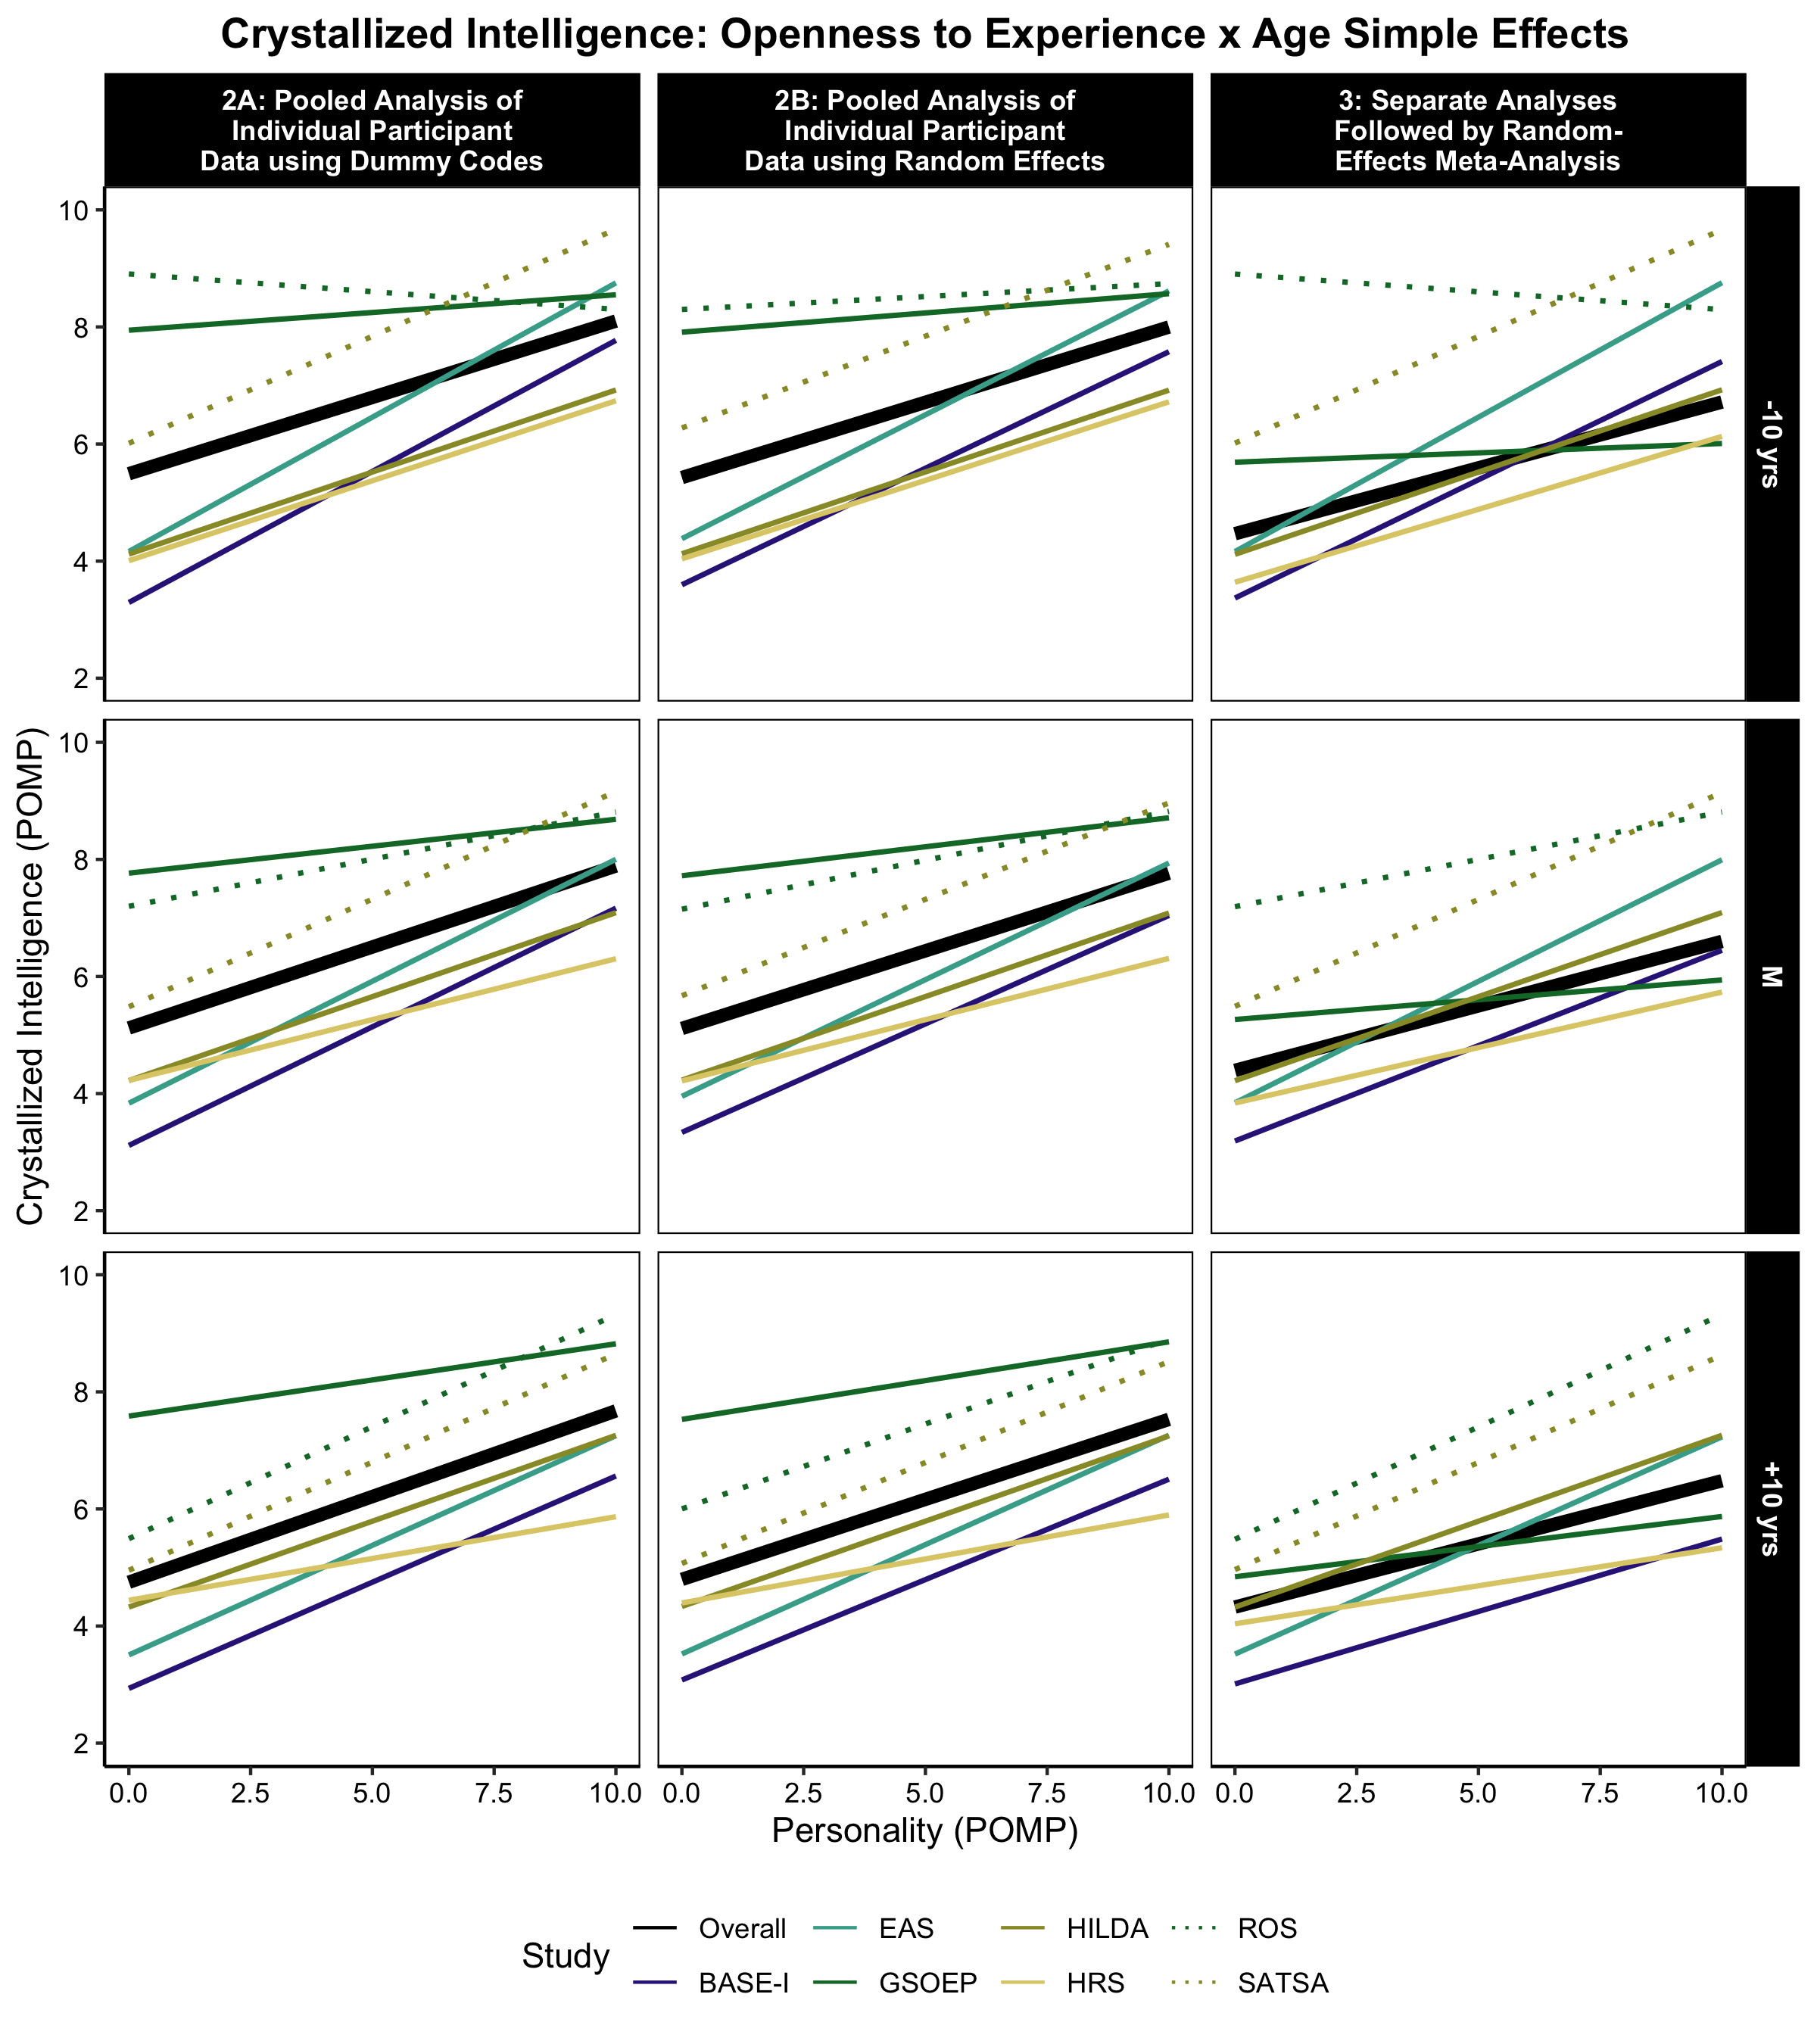 Crystallized Intelligence: Openness to Experience x Age Simple Effects
2A: Pooled Analysis of
Individual Participant
Data using Dummy Codes
2B: Pooled Analysis of
Individual Participant
Data using Random Effects
3: Separate Analyses
Followed by Random-
Effects Meta-Analysis
10
8
6
4
2
-10 yrs
10
8
6
4
2
M
10
8
6
4
2
+10 yrs
Crystallized Intelligence (POMP)
0.0 2.5 5.0 7.5 10.0
0.0 2.5 5.0 7.5 10.0
0.0 2.5 5.0 7.5 10.0
Personality (POMP)
Study
Overall EAS HILDA ROS
BASE-I GSOEP HRS SATSA